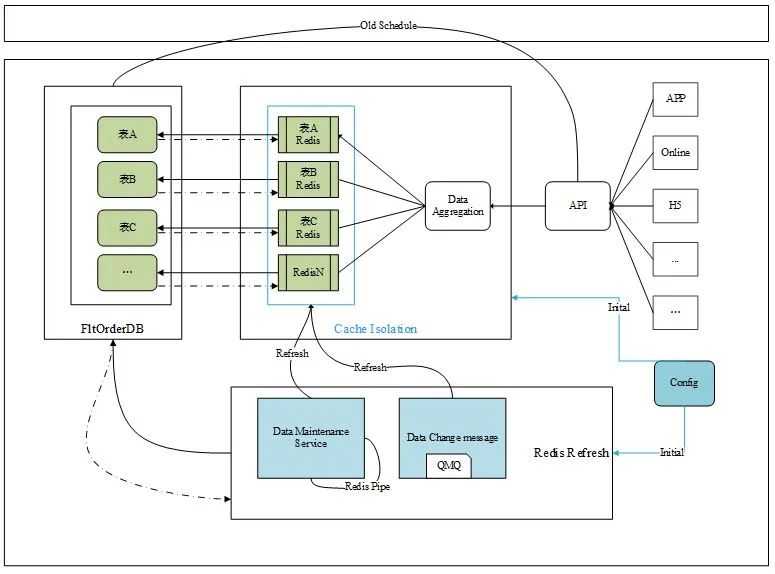 Old Schedule
表A
表B
表C
...
FltOrderDB
表A
Redis
表B
Redis
表C
Redis
RedisN
Cache Isolation
Data
Aggregation
API
APP
Online
H5
...
...
Inital
Config
Initial
Refresh
Refresh
Data Maintenance
Service
Redis Pipe
Data Change message
QMQ
Redis Refresh